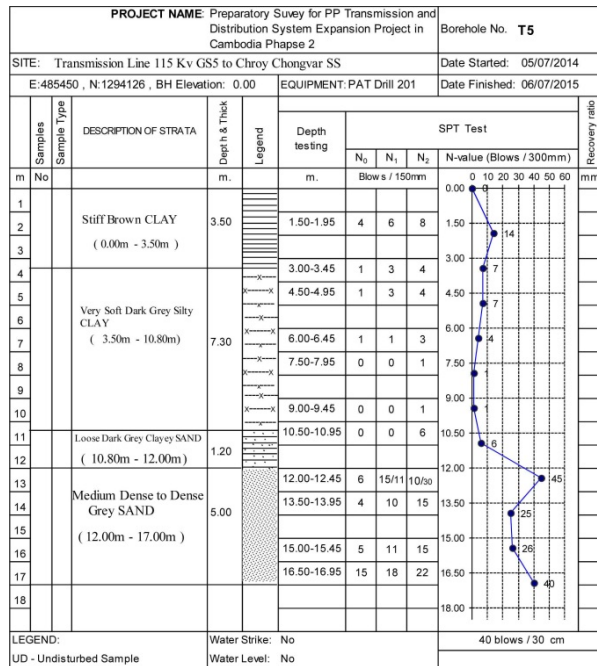 PROJECT NAME: Preparatory Suvey for PP Transmission and
Distribution System Expansion Project in
Cambodia Phapse 2
Borehole No. T5
SITE: Transmission Line 115 Kv GS5 to Chroy Chongvar SS
Date Started: 05/07/2014
E:485450 , N:1294126 , BH Elevation: 0.00
EQUIPMENT: PAT Drill 201
Date Finished: 06/07/2015
Samples
Sample Type
DESCRIPTION OF STRATA
Depth & Thick
Legend
Depth
testing
SPT Test
Recovery ratio
N0 N1 N2
N-value (Blows / 300mm)
m No m. m. Blows / 150mm
0 10 20 30 40 50 60
mm
0.00 0
1
2
3
4
5
6
7
8
9
10
11
12
13
14
15
16
17
18
Stiff Brown CLAY
( 0.00m - 3.50m )
3.50
Very Soft Dark Grey Silty
CLAY
( 3.50m - 10.80m)
7.30
Loose Dark Grey Clayey SAND
( 10.80m - 12.00m)
1.20
Medium Dense to Dense
Grey SAND
( 12.00m - 17.00m )
5.00
1.50-1.95 4 6 8
3.00-3.45 1 3 4
4.50-4.95 1 3 4
6.00-6.45 1 1 3
7.50-7.95 0 0 1
9.00-9.45 0 0 1
10.50-10.95 0 0 6
12.00-12.45 6 15/11 10/30
13.50-13.95 4 10 15
15.00-15.45 5 11 15
16.50-16.95 15 18 22
1.50
14
3.00
7
4.50
7
6.00
4
7.50
1
9.00
1
10.50
6
12.00
45
13.50
25
15.00
26
16.50
40
18.00
LEGEND:
Water Strike: No
40 blows / 30 cm
UD - Undisturbed Sample
Water Level: No